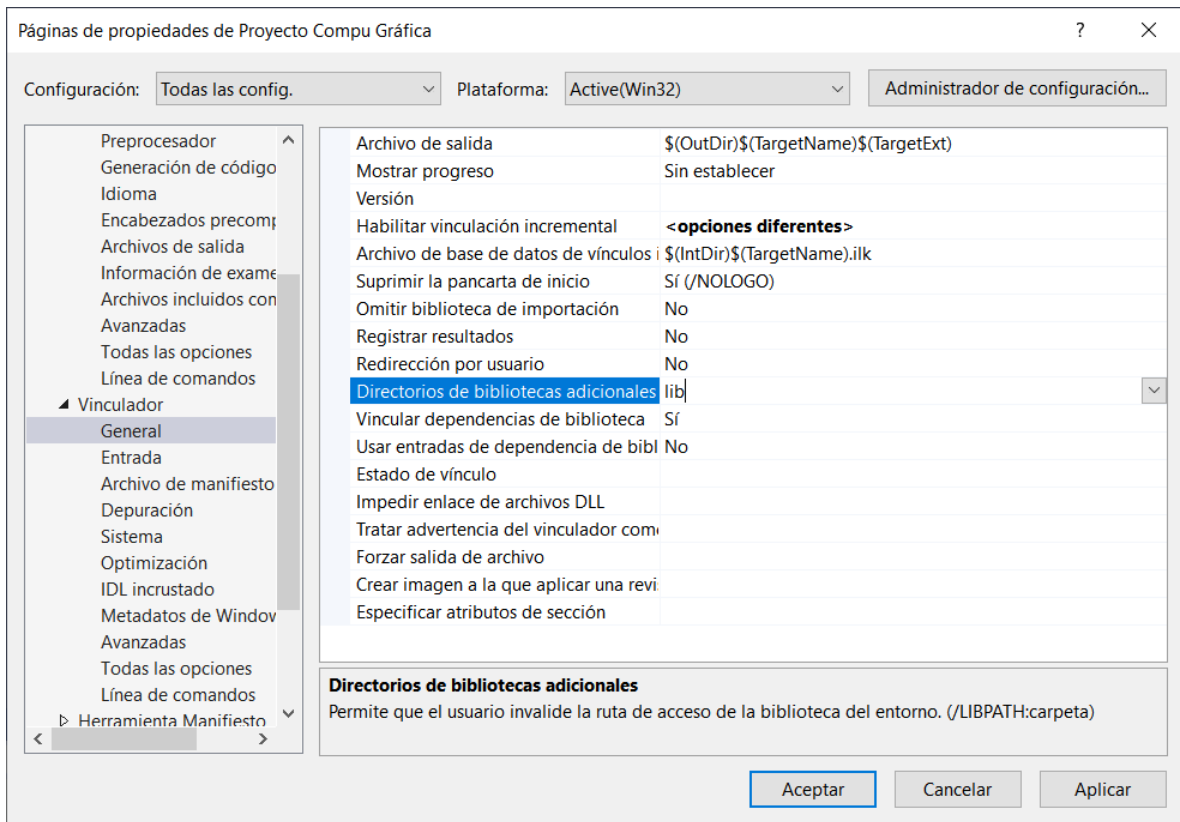 Páginas de propiedades de Proyecto Compu Gráfica
?
Configuración: Todas las config. Plataforma: Active(Win32) Administrador de configuración...
Preprocesador
Generación de código
Idioma
Encabezados precomp
Archivos de salida
Información de exame
Archivos incluidos con
Avanzadas
Todas las opciones
Línea de comandos
Vinculador
General
Entrada
Archivo de manifiesto
Depuración
Sistema
Optimización
IDL incrustado
Metadatos de Window
Avanzadas
Todas las opciones
Línea de comandos
Herramienta Manifiesto
Archivo de salida $(OutDir)$(TargetName)$(TargetExt)
Mostrar progreso Sin establecer
Versión
Habilitar vinculación incremental <opciones diferentes>
Archivo de base de datos de vínculos i $(IntDir)$(TargetName).ilk
Suprimir la pancarta de inicio Sí (/NOLOGO)
Omitir biblioteca de importación No
Registrar resultados No
Redirección por usuario No
Directorios de bibliotecas adicionales lib
Vincular dependencias de biblioteca Sí
Usar entradas de dependencia de bibl No
Estado de vínculo
Impedir enlace de archivos DLL
Tratar advertencia del vinculador como
Forzar salida de archivo
Crear imagen a la que aplicar una revi
Especificar atributos de sección
Directorios de bibliotecas adicionales
Permite que el usuario invalide la ruta de acceso de la biblioteca del entorno. (/LIBPATH:carpeta)
Aceptar Cancelar Aplicar